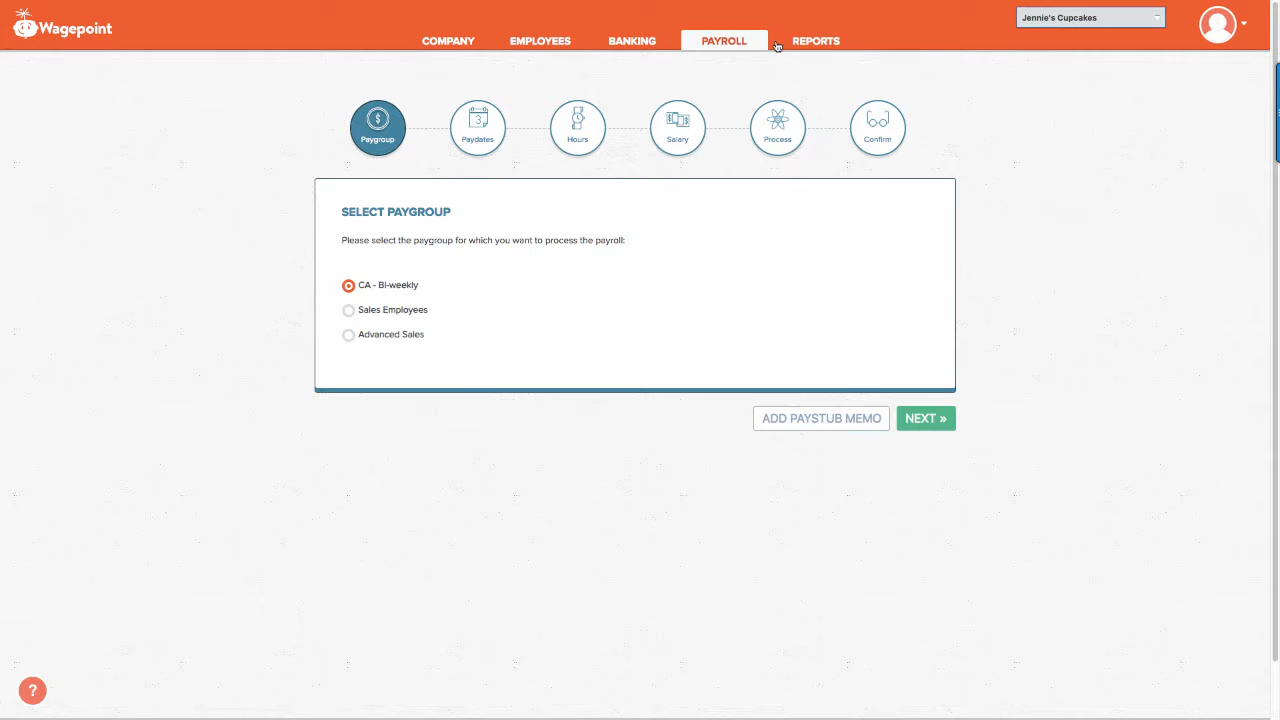 Wagepoint
Jennie's Cupcakes
COMPANY EMPLOYEES BANKING PAYROLL REPORTS
$ 3 $ $
Paygroup Paydates Hours Salary Process Confirm
SELECT PAYGROUP
Please select the paygroup for which you want to process the payroll:
CA - Bi-weekly
Sales Employees
Advanced Sales
ADD PAYSTUB MEMO NEXT »
?